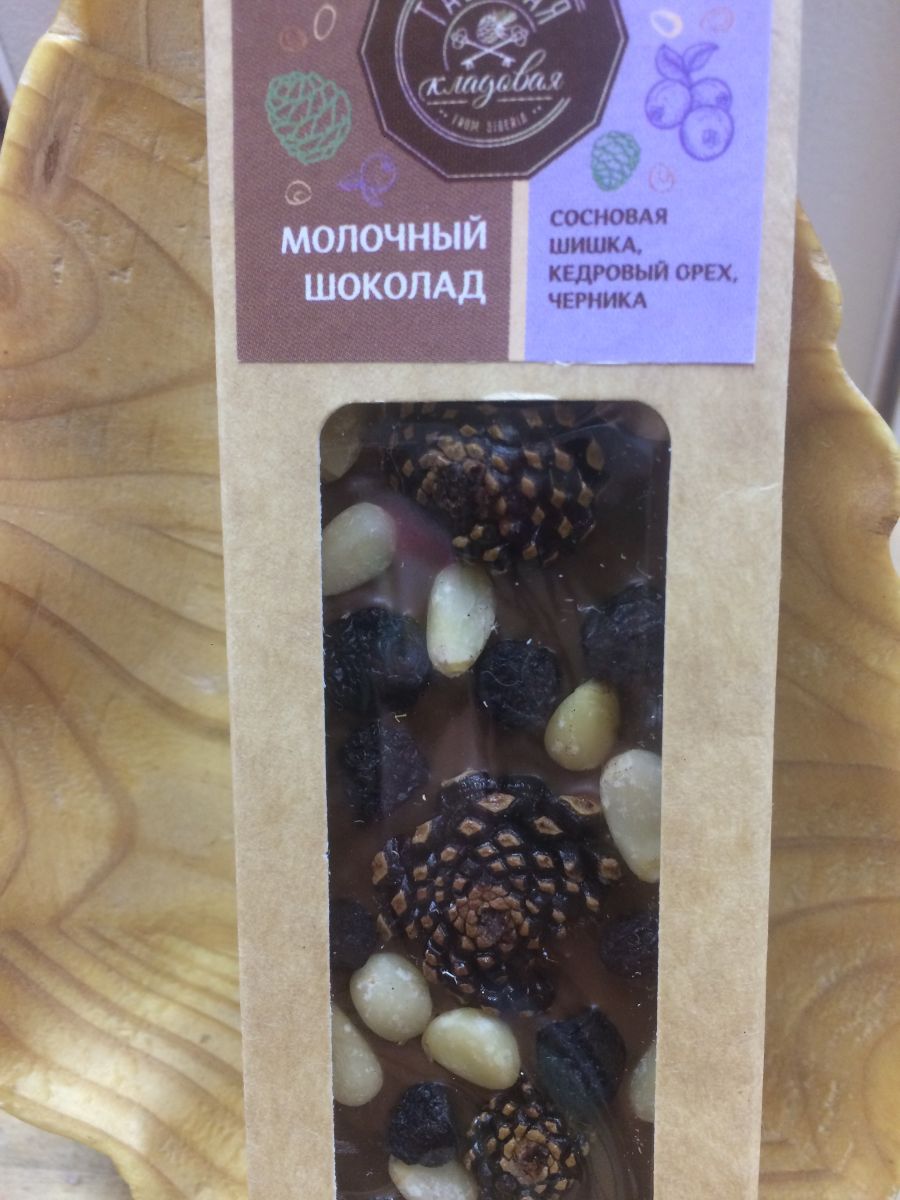 кладовая
FROM SIBERIA
МОЛОЧНЫЙ
ШОКОЛАД
СОСНОВАЯ
ШИШКА,
КЕДРОВЫЙ ОРЕХ,
ЧЕРНИКА